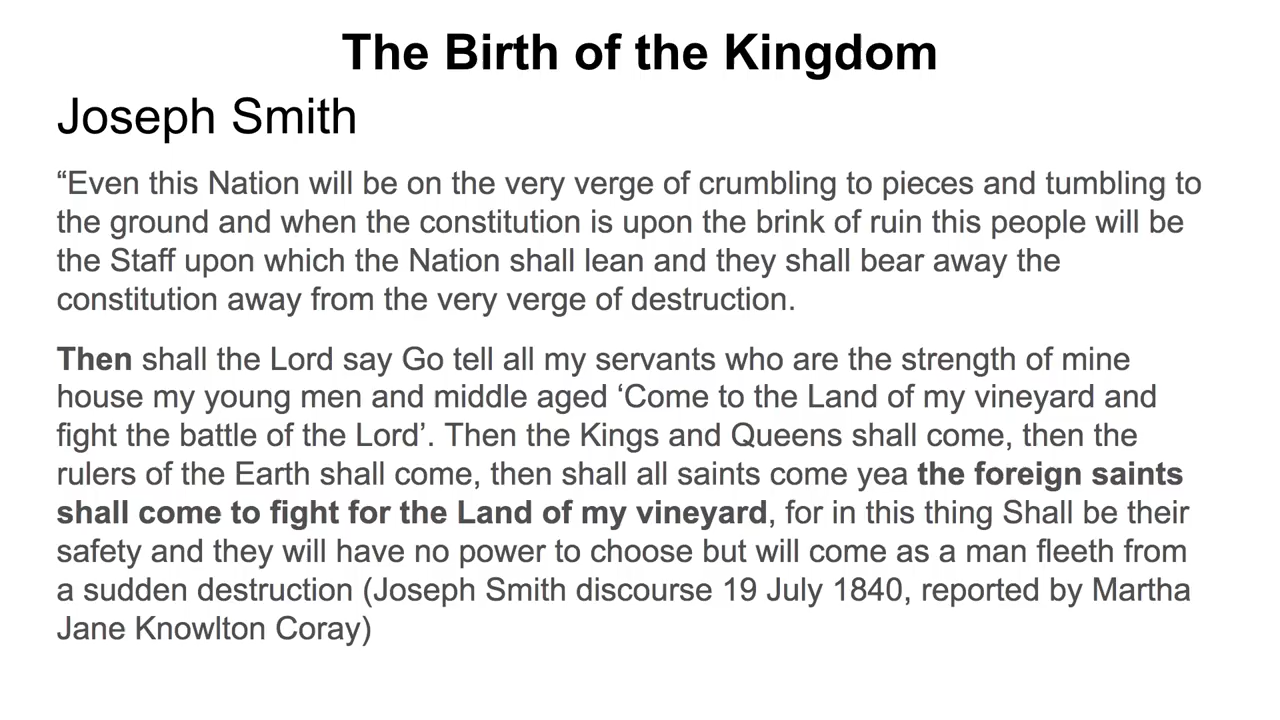 The Birth of the Kingdom
Joseph Smith
“Even this Nation will be on the very verge of crumbling to pieces and tumbling to
the ground and when the constitution is upon the brink of ruin this people will be
the Staff upon which the Nation shall lean and they shall bear away the
constitution away from the very verge of destruction.
Then shall the Lord say Go tell all my servants who are the strength of mine
house my young men and middle aged ‘Come to the Land of my vineyard and
fight the battle of the Lord’. Then the Kings and Queens shall come, then the
rulers of the Earth shall come, then shall all saints come yea the foreign saints
shall come to fight for the Land of my vineyard, for in this thing Shall be their
safety and they will have no power to choose but will come as a man fleeth from
a sudden destruction (Joseph Smith discourse 19 July 1840, reported by Martha
Jane Knowlton Coray)